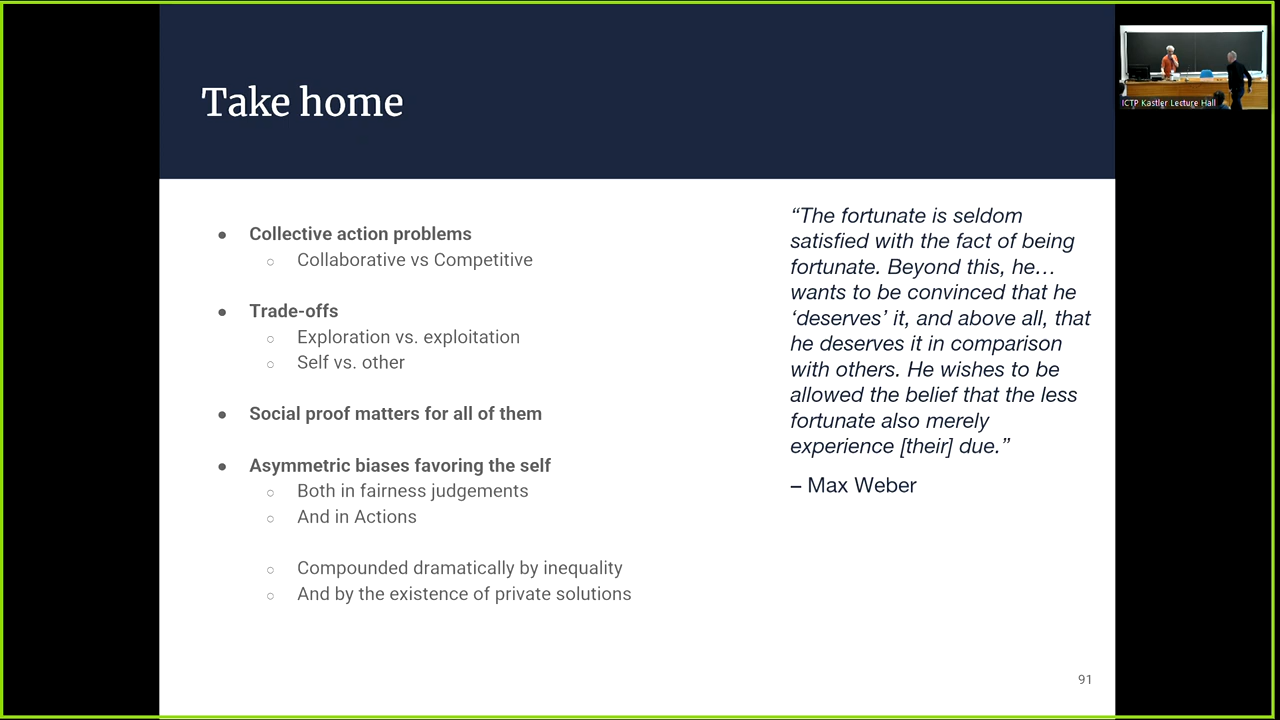 Take home
● Collective action problems
○ Collaborative vs Competitive
● Trade-offs
○ Exploration vs. exploitation
○ Self vs. other
● Social proof matters for all of them
● Asymmetric biases favoring the self
○ Both in fairness judgements
○ And in Actions
○ Compounded dramatically by inequality
○ And by the existence of private solutions
“The fortunate is seldom
satisfied with the fact of being
fortunate. Beyond this, he…
wants to be convinced that he
‘deserves’ it, and above all, that
he deserves it in comparison
with others. He wishes to be
allowed the belief that the less
fortunate also merely
experience [their] due.”
– Max Weber
91
ICTP Kastler Lecture Hall